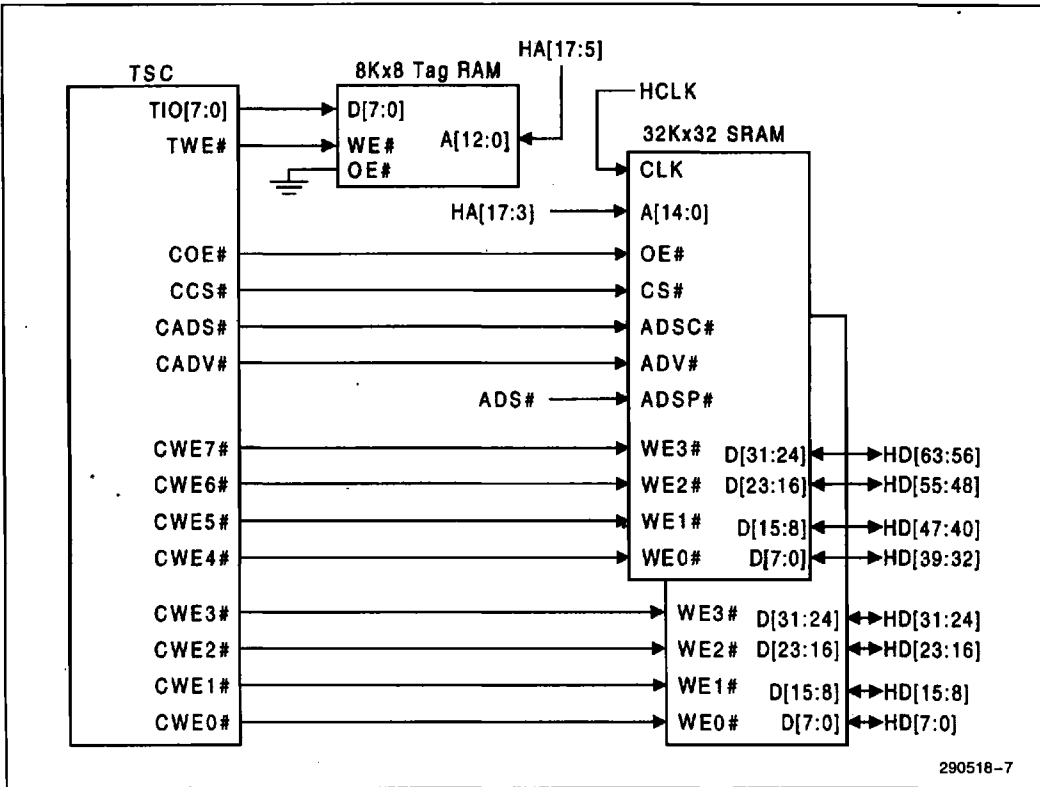 HA[17:5]
TSC
8Kx8 Tag RAM
TIO[7:0]
D[7:0]
HCLK
TWE#
WE#
A[12:0]
OE#
32Kx32 SRAM
CLK
HA[17:3]
A[14:0]
COE#
OE#
CCS#
CS#
CADS#
ADSC#
CADV#
ADV#
ADS#
ADSP#
CWE7#
WE3#
D[31:24]
HD[63:56]
CWE6#
WE2#
D[23:16]
HD[55:48]
CWE5#
WE1#
D[15:8]
HD[47:40]
CWE4#
WE0#
D[7:0]
HD[39:32]
CWE3#
WE3#
D[31:24]
HD[31:24]
CWE2#
WE2#
D[23:16]
HD[23:16]
CWE1#
WE1#
D[15:8]
HD[15:8]
CWE0#
WE0#
D[7:0]
HD[7:0]
290518-7